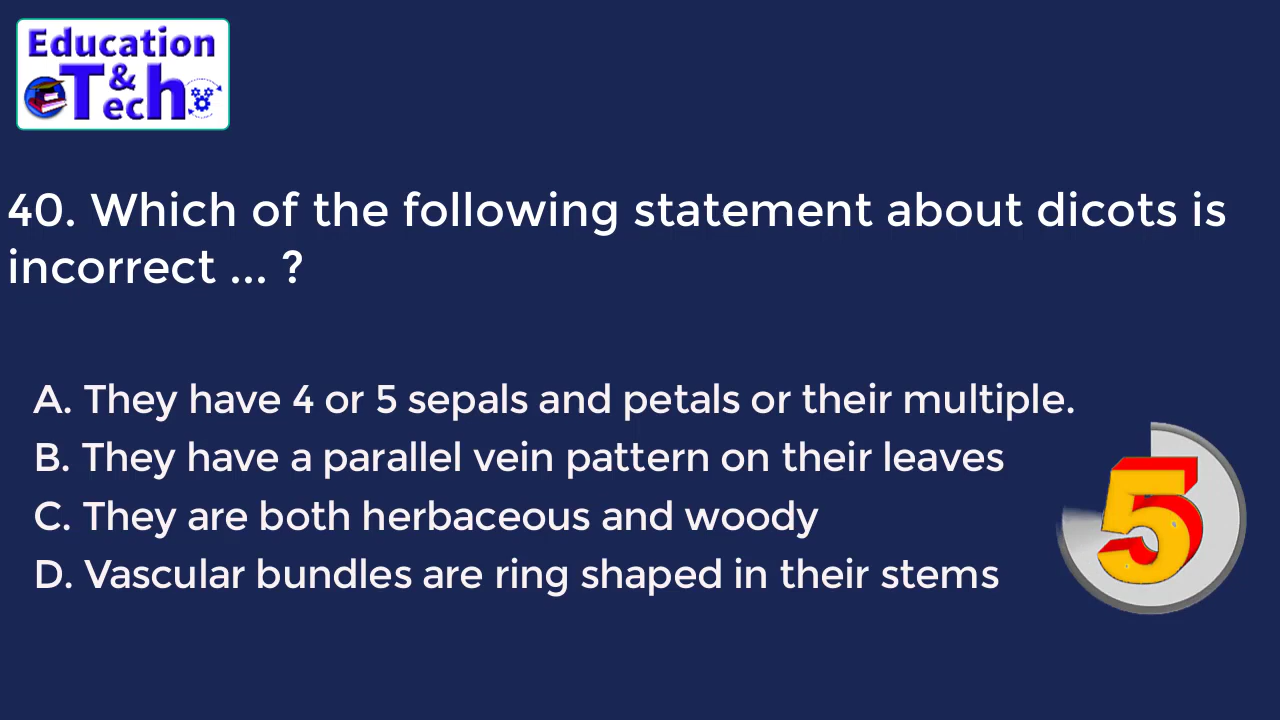 Education
& Tech
40. Which of the following statement about dicots is
incorrect ... ?
A. They have 4 or 5 sepals and petals or their multiple.
B. They have a parallel vein pattern on their leaves
C. They are both herbaceous and woody
D. Vascular bundles are ring shaped in their stems
5